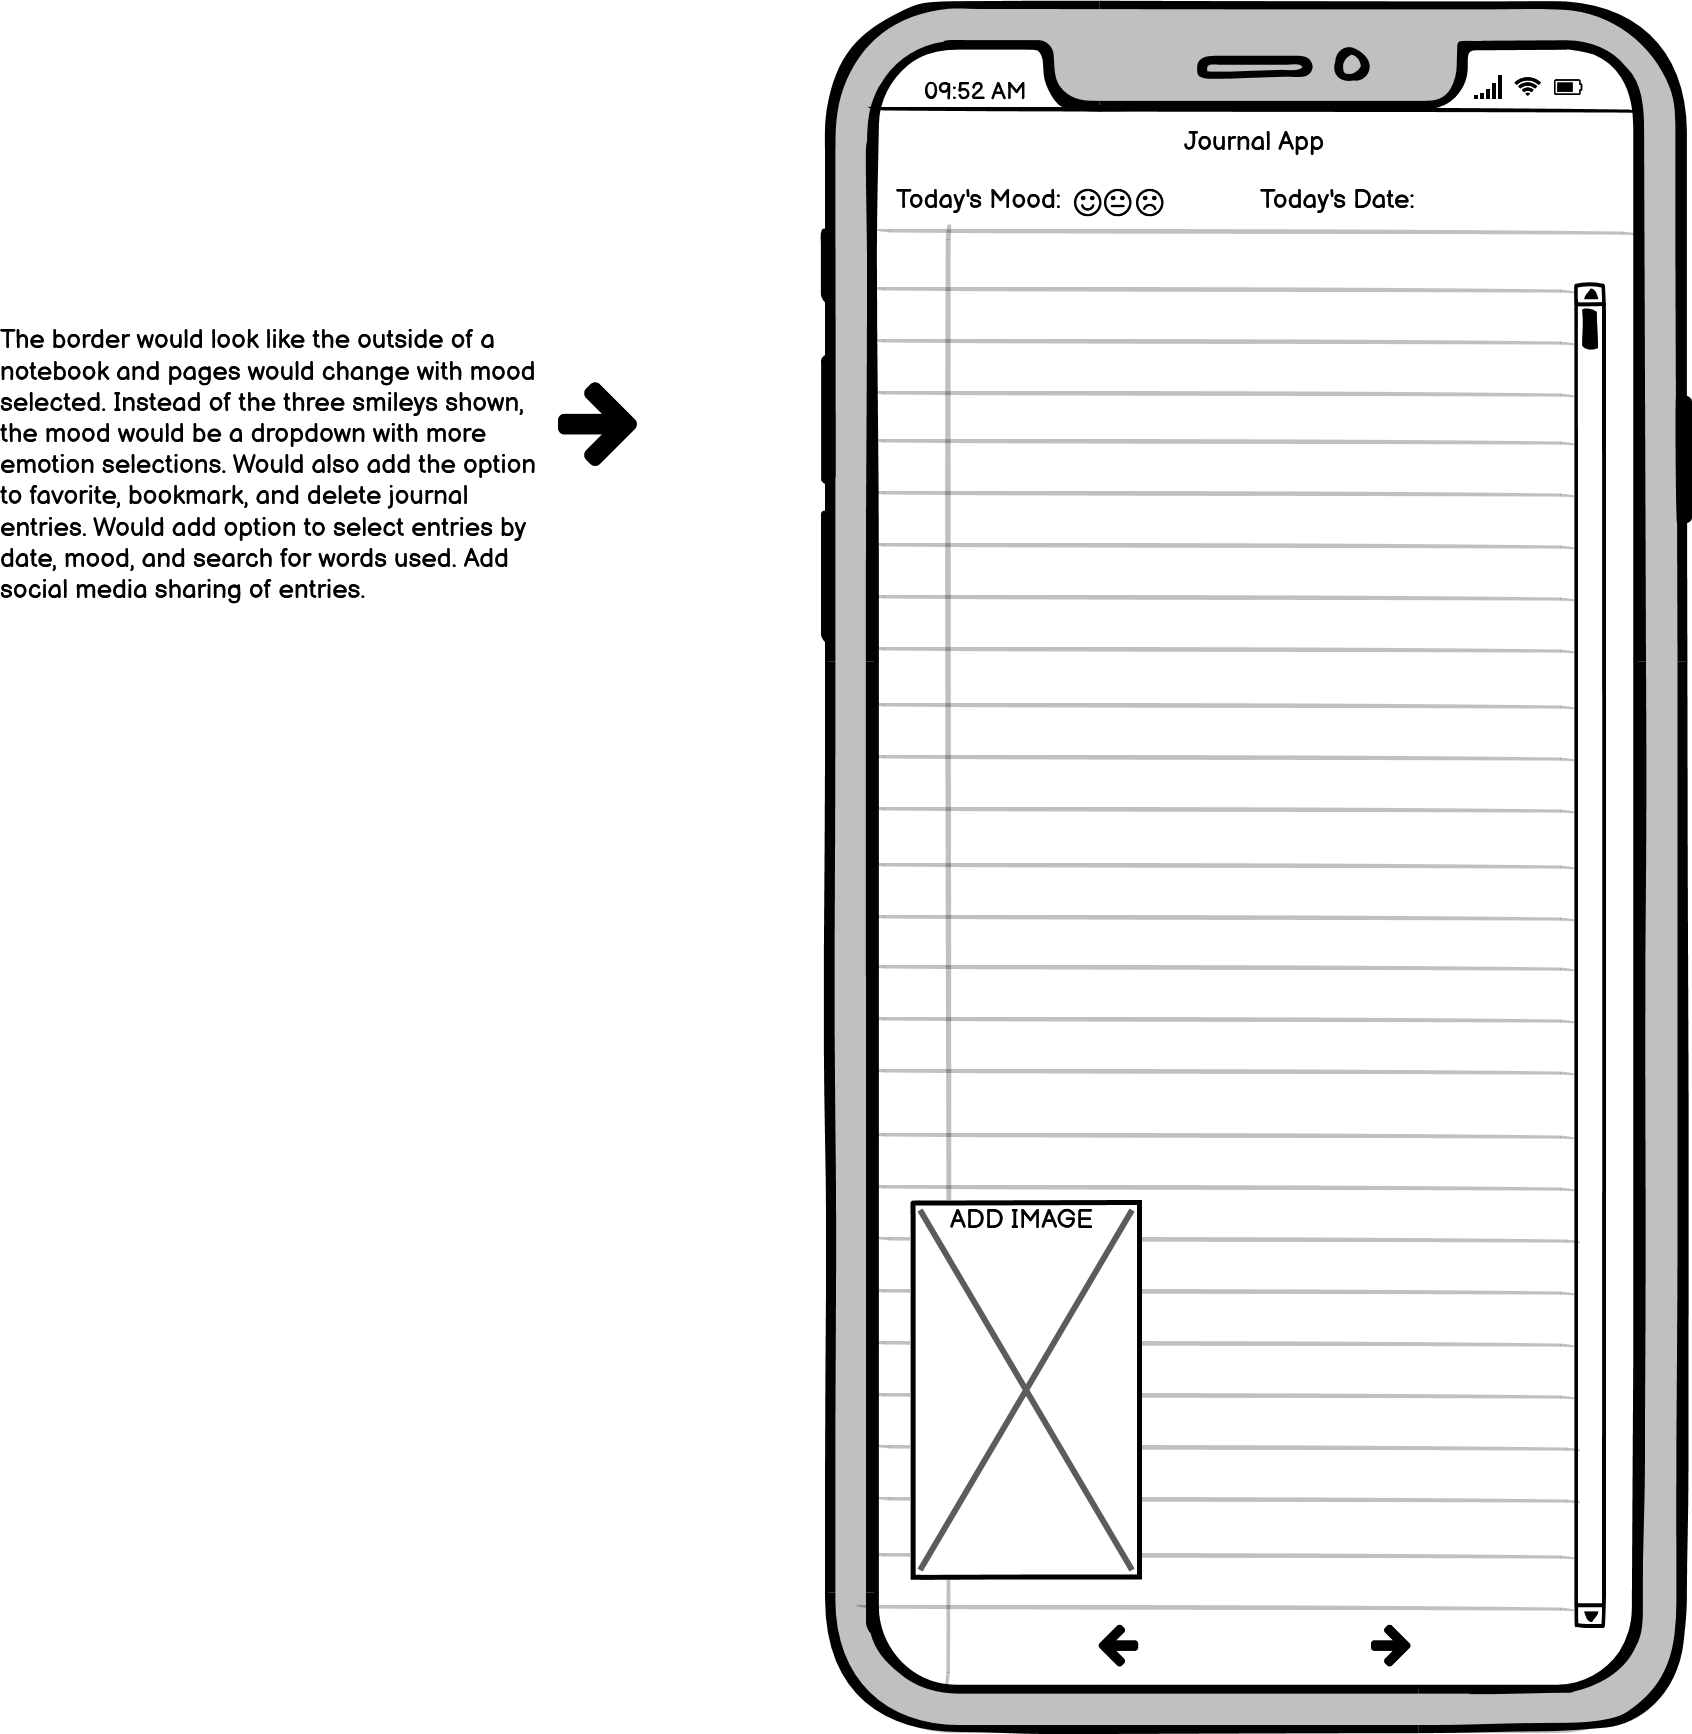 09:52 AM
Journal App
Today's Mood:
Today's Date:
The border would look like the outside of a
notebook and pages would change with mood
selected. Instead of the three smileys shown,
the mood would be a dropdown with more
emotion selections. Would also add the option
to favorite, bookmark, and delete journal
entries. Would add option to select entries by
date, mood, and search for words used. Add
social media sharing of entries.
ADD IMAGE